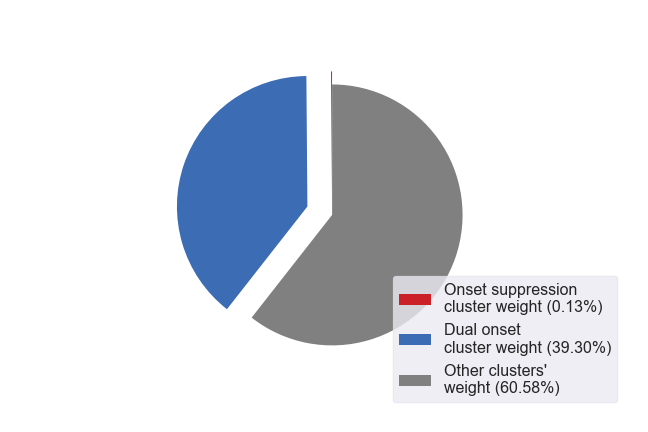 Onset suppression
cluster weight (0.13%)
Dual onset
cluster weight (39.30%)
Other clusters'
weight (60.58%)